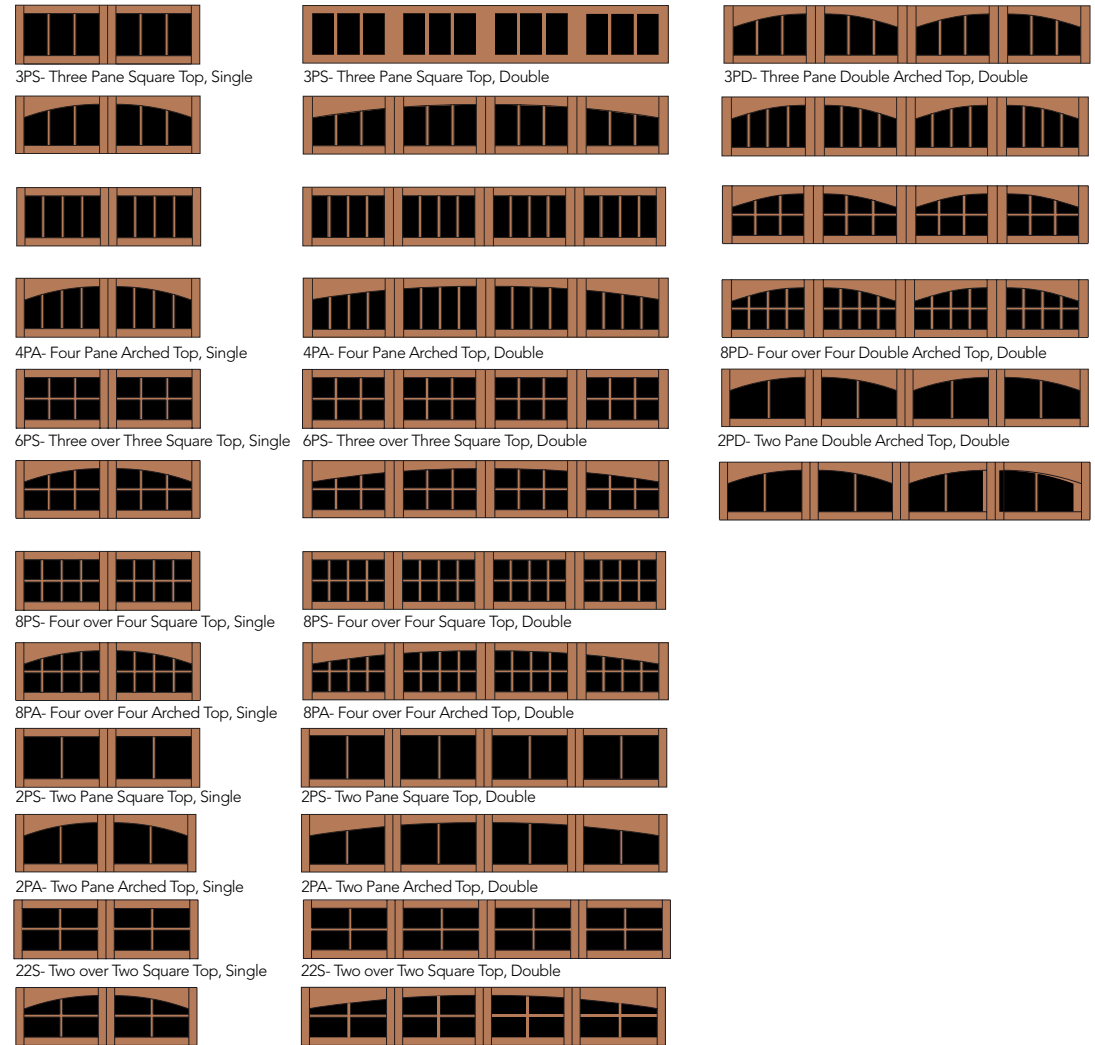 3PS- Three Pane Square Top, Single
3PS- Three Pane Square Top, Double
3PD- Three Pane Double Arched Top, Double
4PA- Four Pane Arched Top, Single
4PA- Four Pane Arched Top, Double
8PD- Four over Four Double Arched Top, Double
6PS- Three over Three Square Top, Single
6PS- Three over Three Square Top, Double
2PD- Two Pane Double Arched Top, Double
8PS- Four over Four Square Top, Single
8PS- Four over Four Square Top, Double
8PA- Four over Four Arched Top, Single
8PA- Four over Four Arched Top, Double
2PS- Two Pane Square Top, Single
2PS- Two Pane Square Top, Double
2PA- Two Pane Arched Top, Single
2PA- Two Pane Arched Top, Double
22S- Two over Two Square Top, Single
22S- Two over Two Square Top, Double